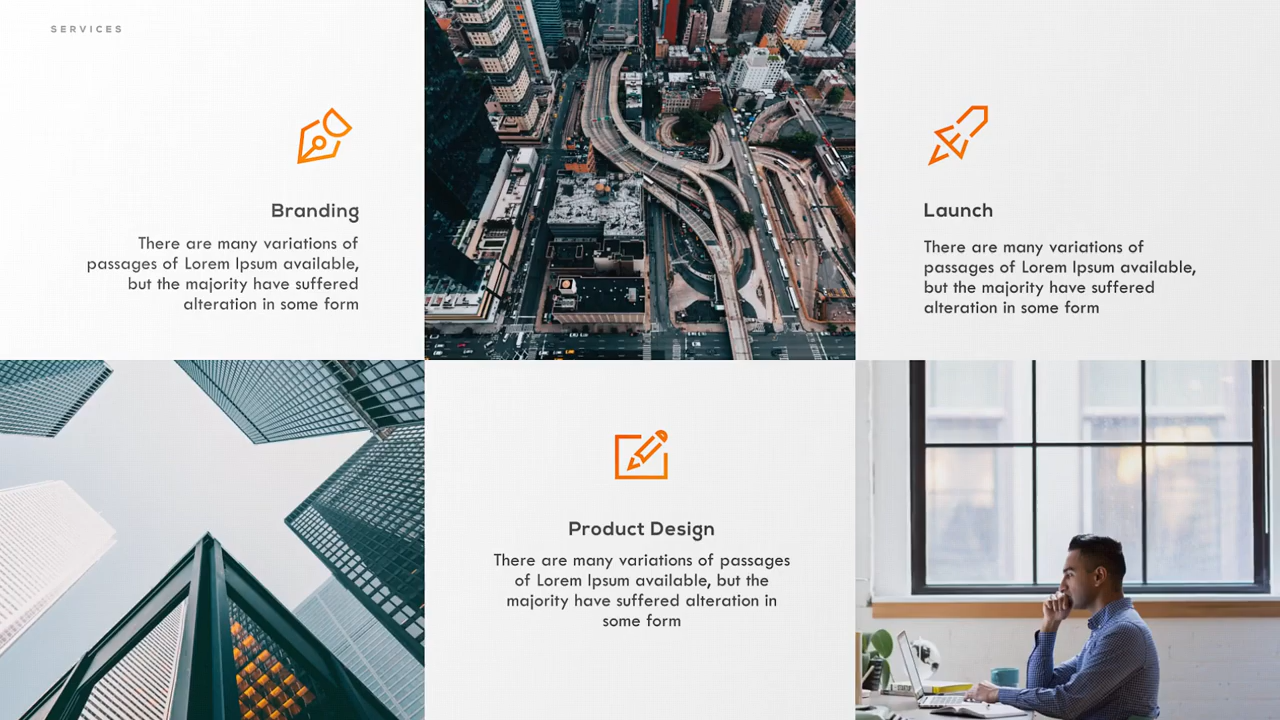 SERVICES
Branding
There are many variations of
passages of Lorem Ipsum available,
but the majority have suffered
alteration in some form
Launch
There are many variations of
passages of Lorem Ipsum available,
but the majority have suffered
alteration in some form
Product Design
There are many variations of passages
of Lorem Ipsum available, but the
majority have suffered alteration in
some form